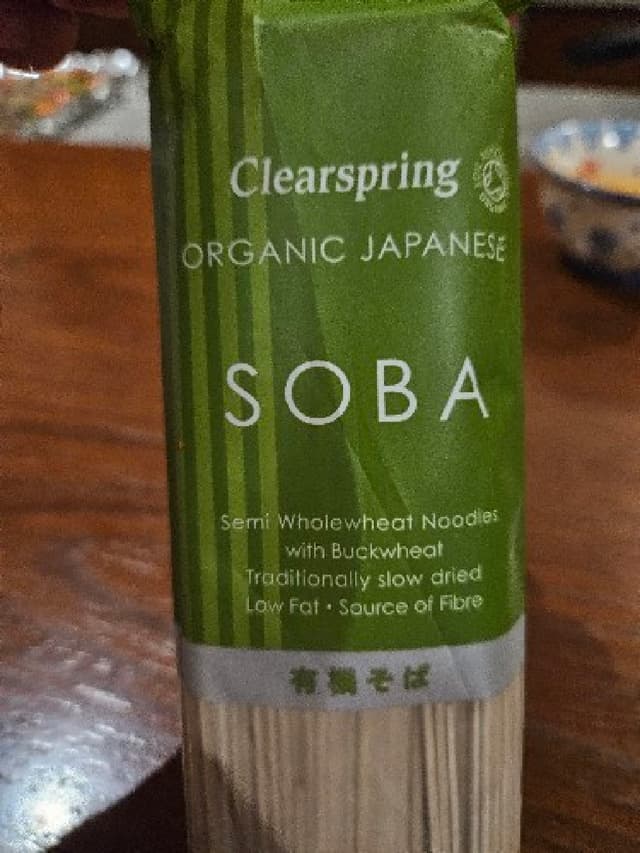 Clearspring
ORGANIC JAPANESE
SOBA
Semi Wholewheat Noodles
with Buckwheat
Traditionally slow dried
Low Fat • Source of Fibre
有機そば